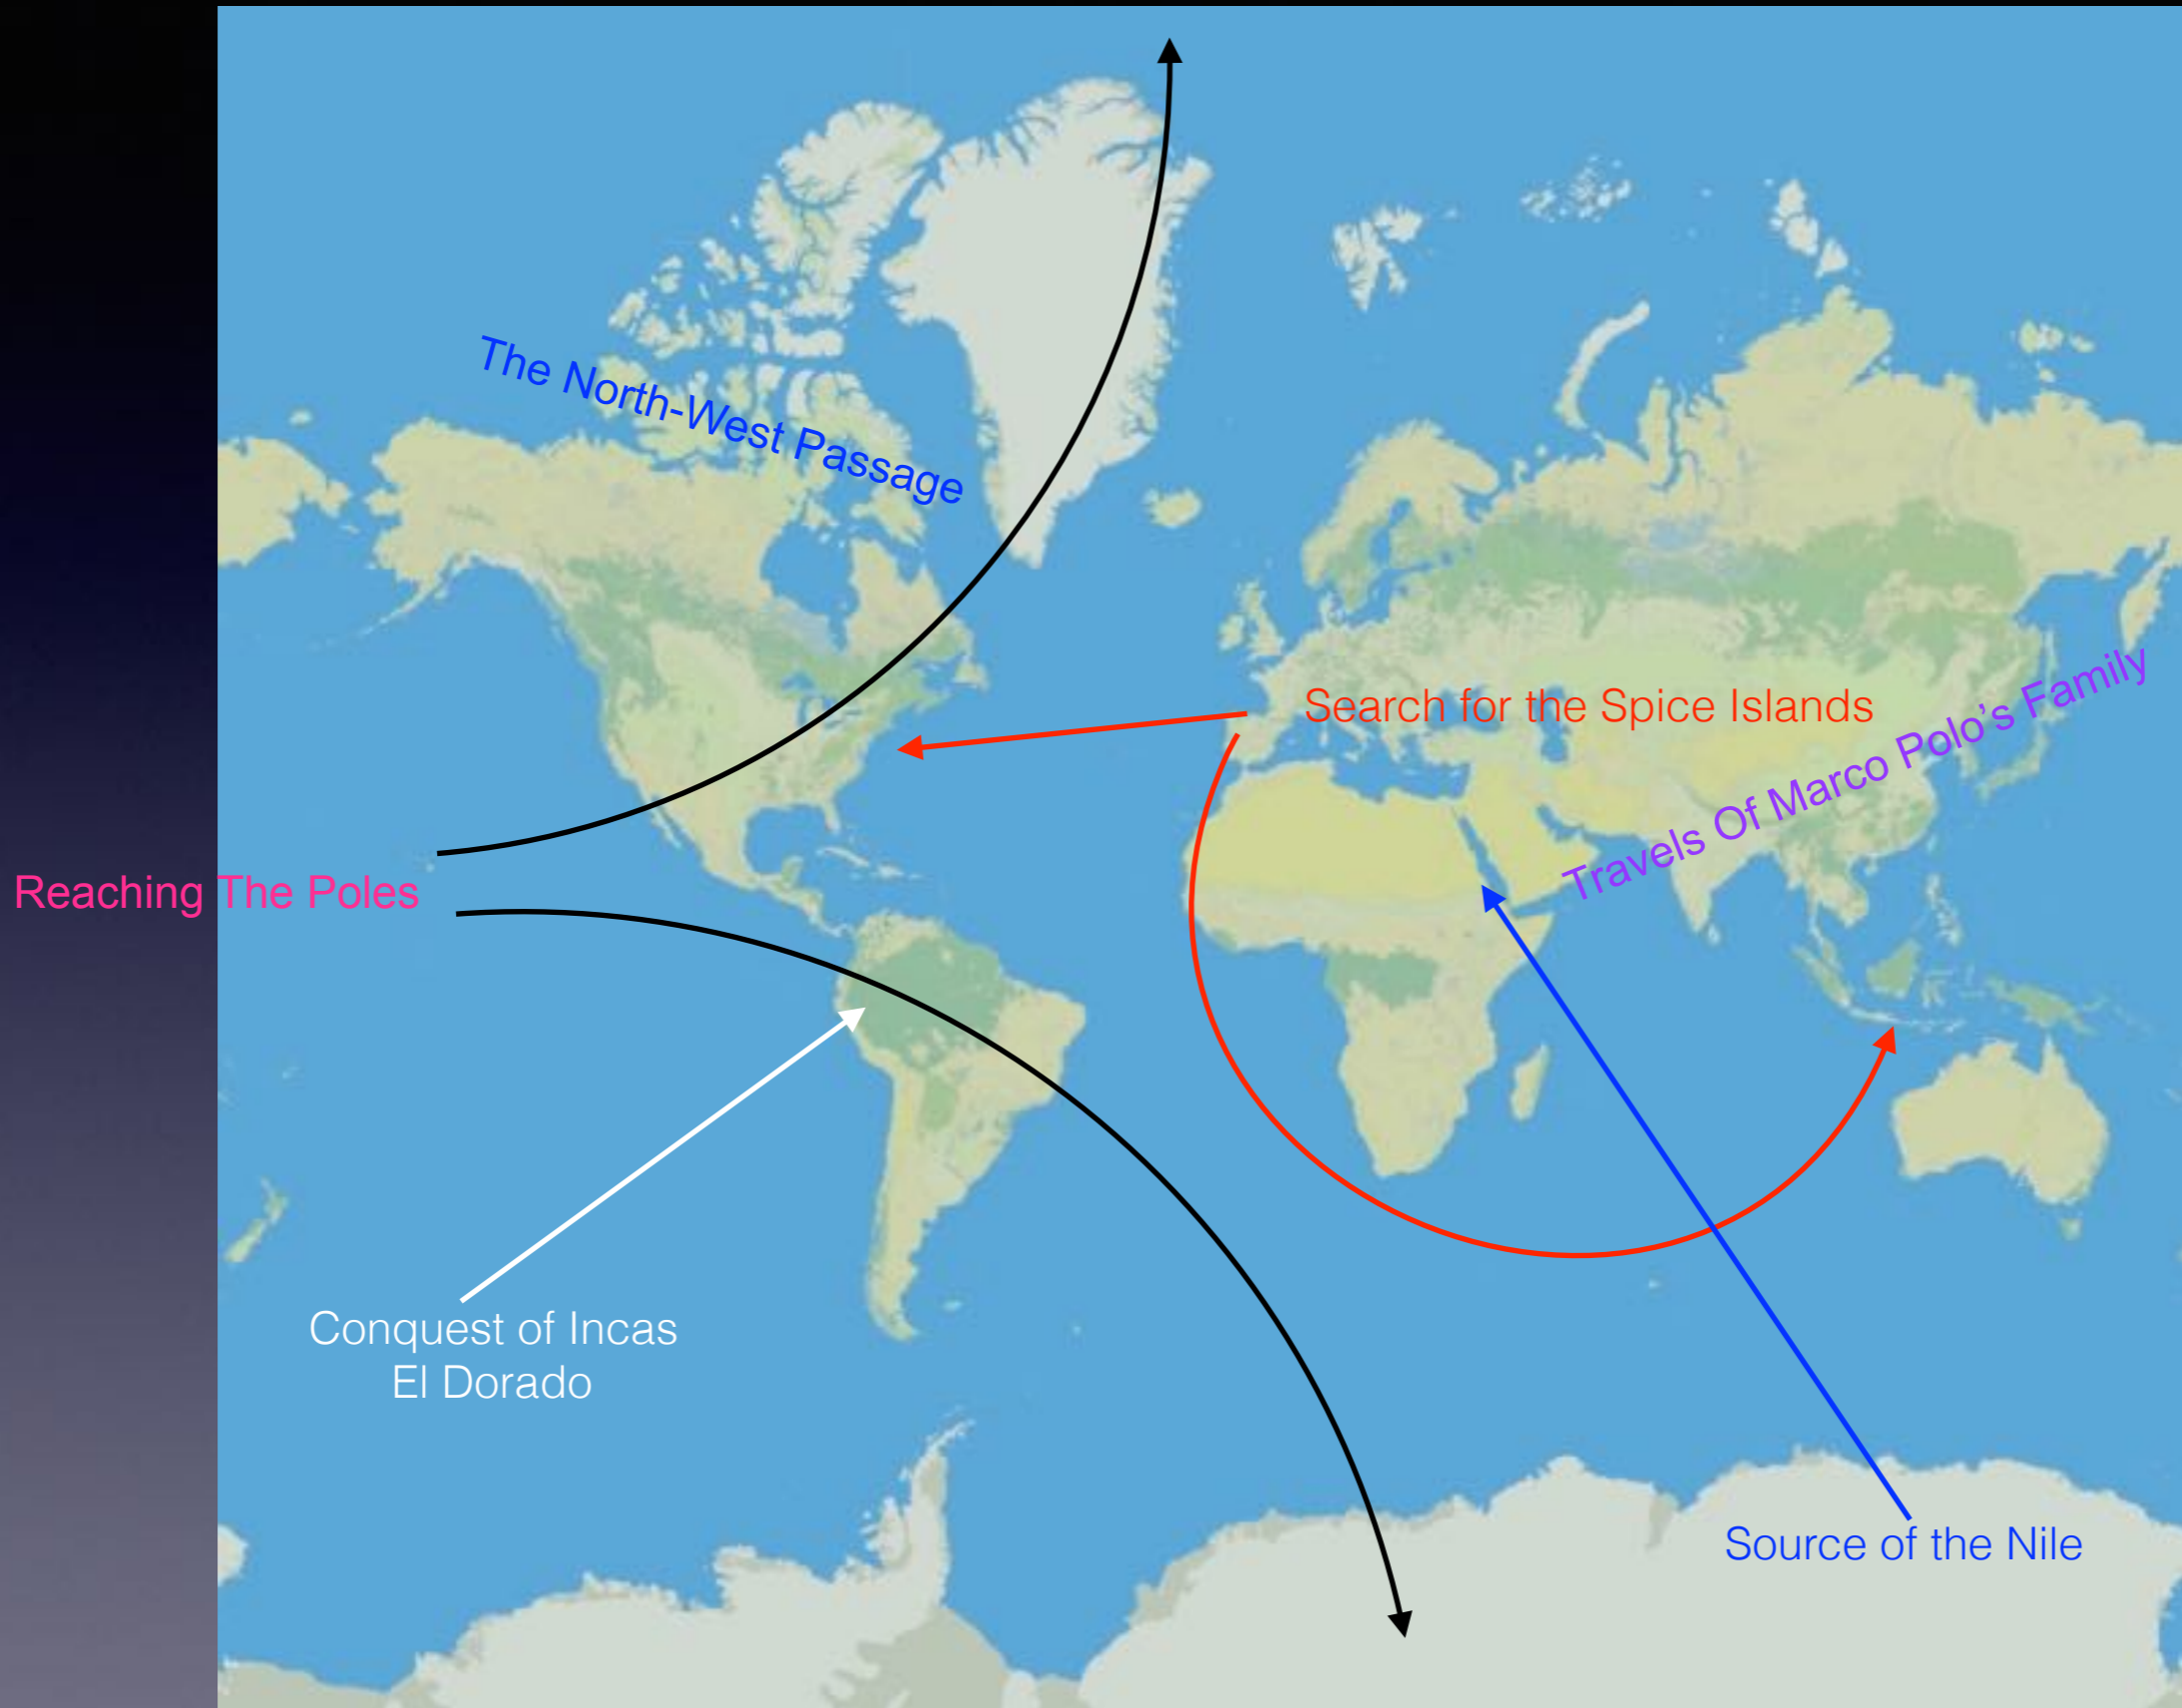 The North-West Passage
Search for the Spice Islands
Travels Of Marco Polo's Family
Reaching The Poles
Conquest of Incas
El Dorado
Source of the Nile